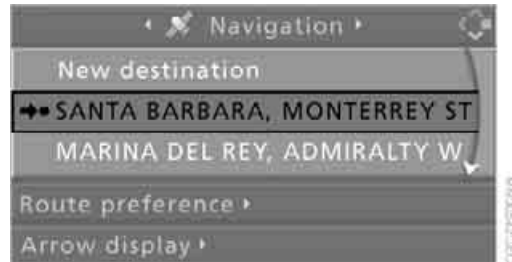 Navigation
New destination
SANTA BARBARA, MONTERREY ST
MARINA DEL REY, ADMIRALTY W
Route preference
Arrow display